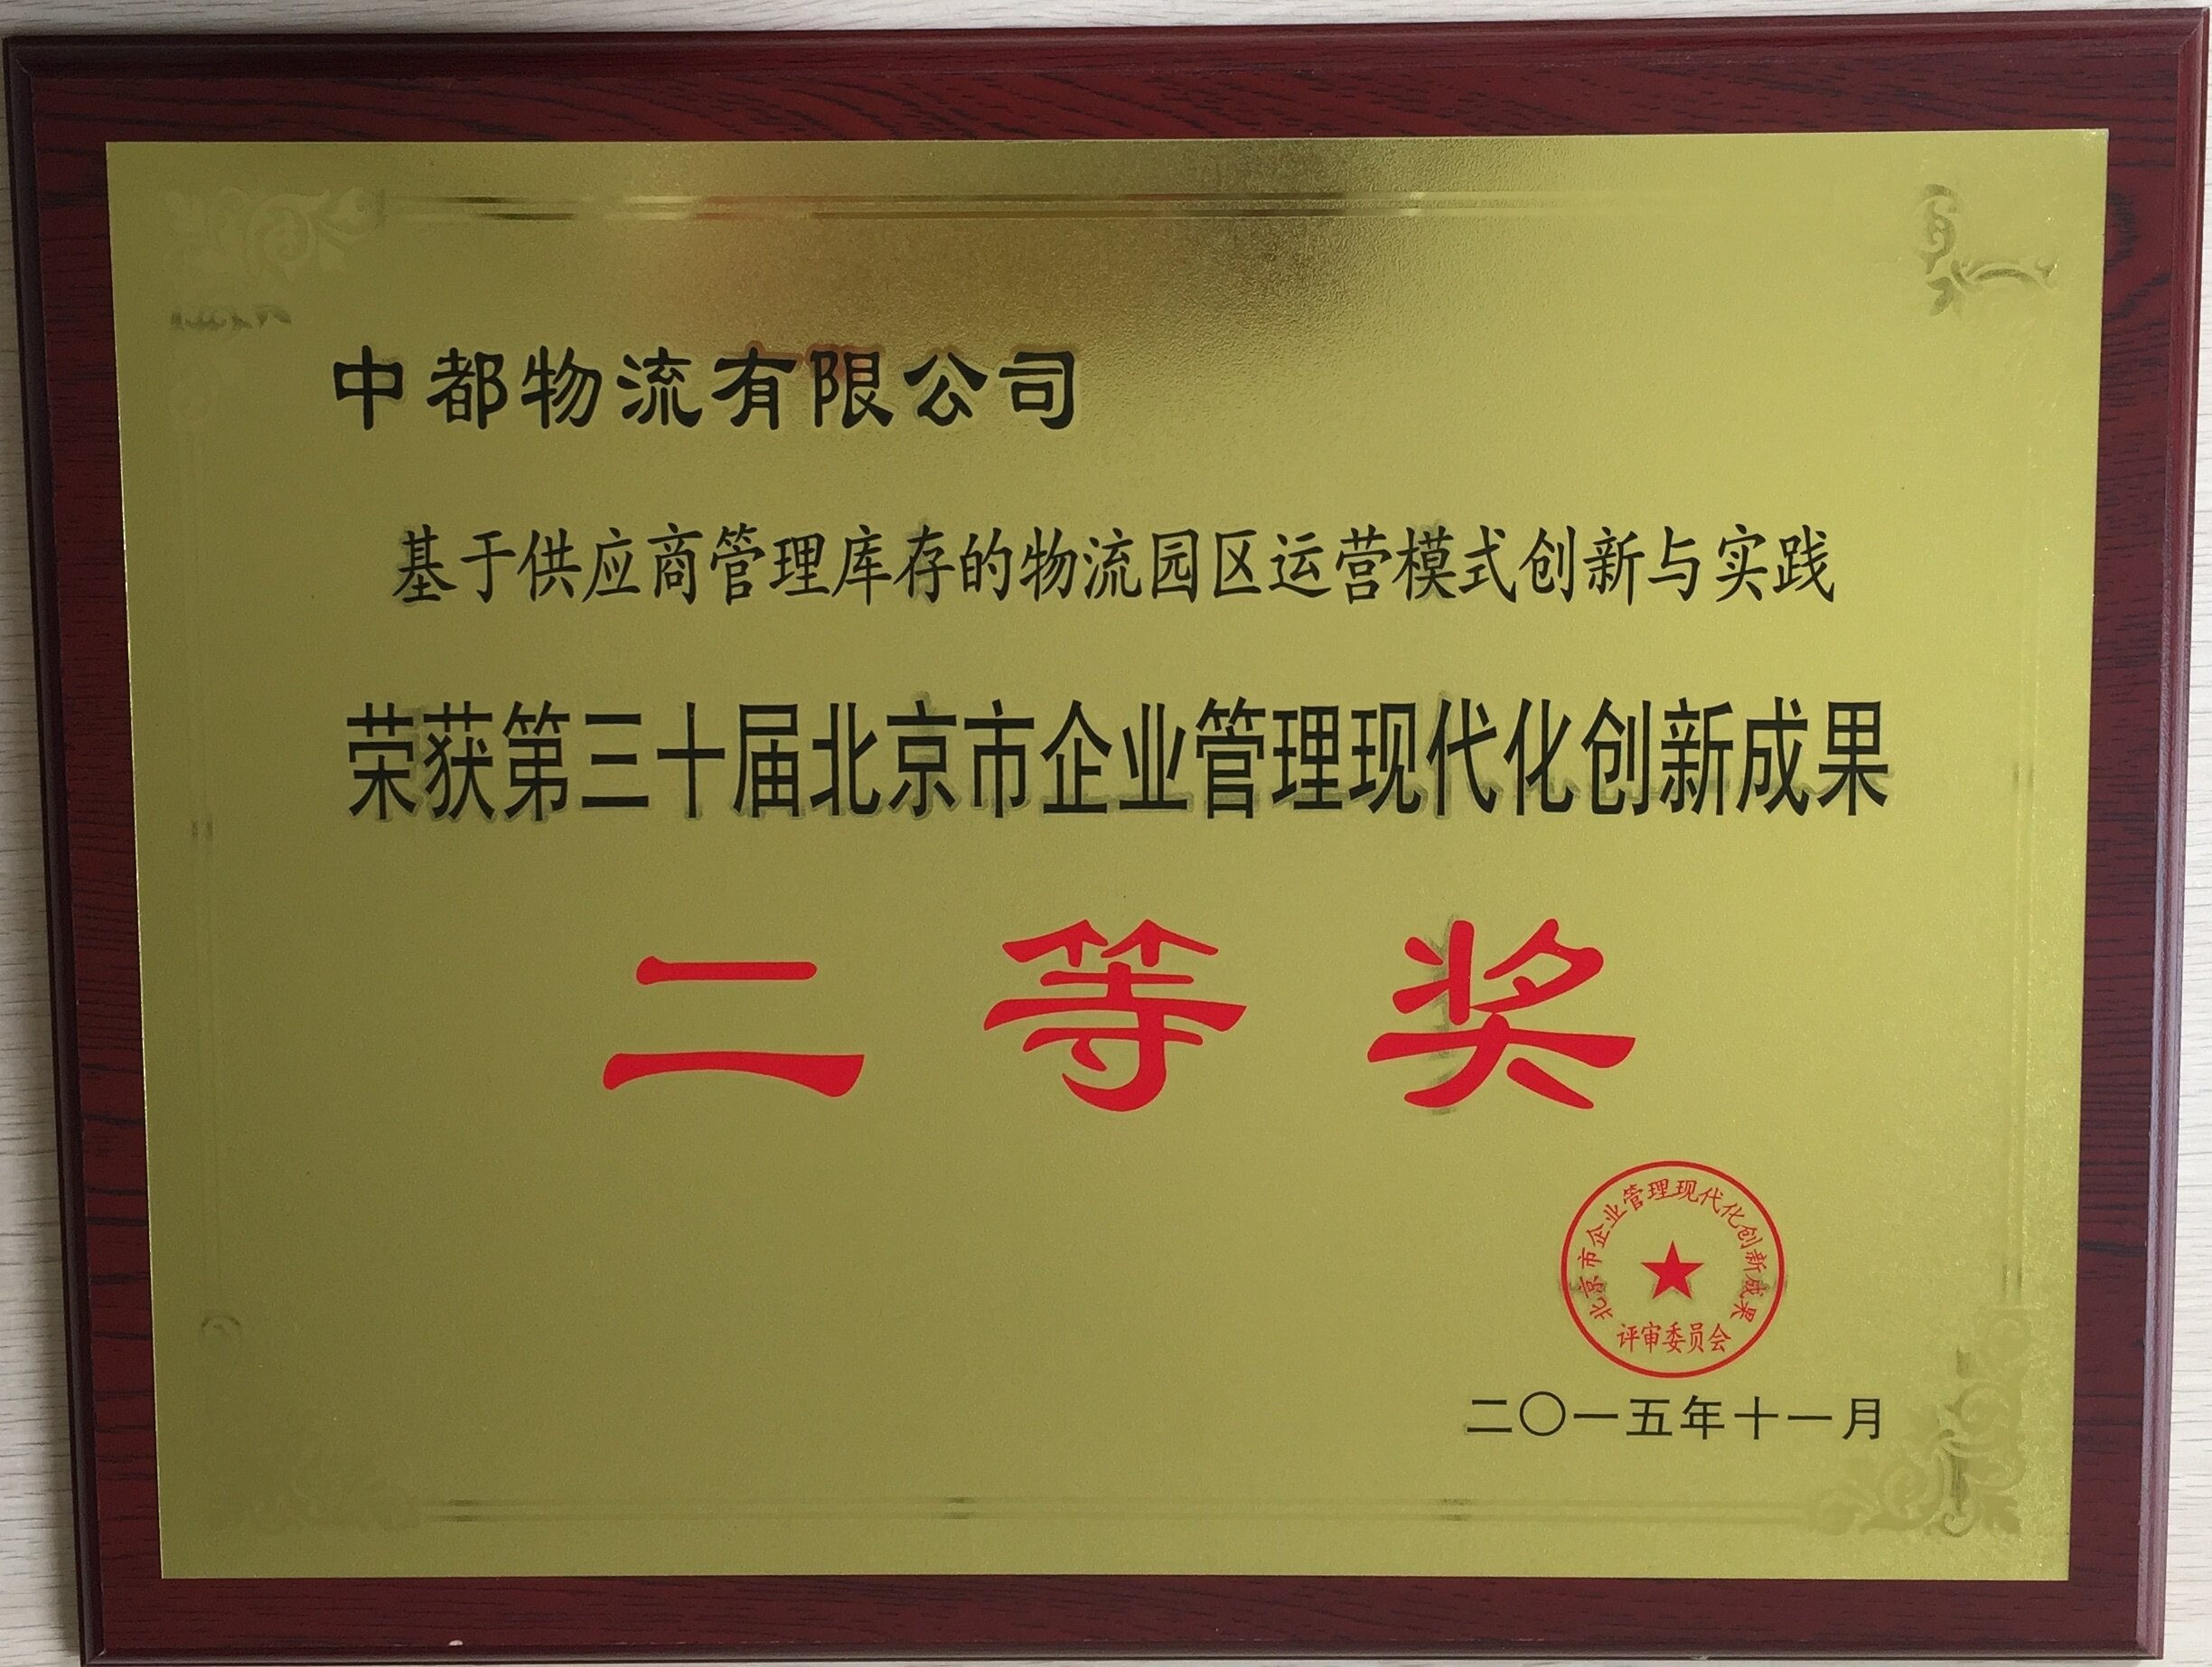 中都物流有限公司
基于供应商管理库存的物流园区运营模式创新与实践
荣获第三十届北京市企业管理现代化创新成果
二等奖
北京市企业管理现代化创新成果
评审委员会
二〇一五年十一月